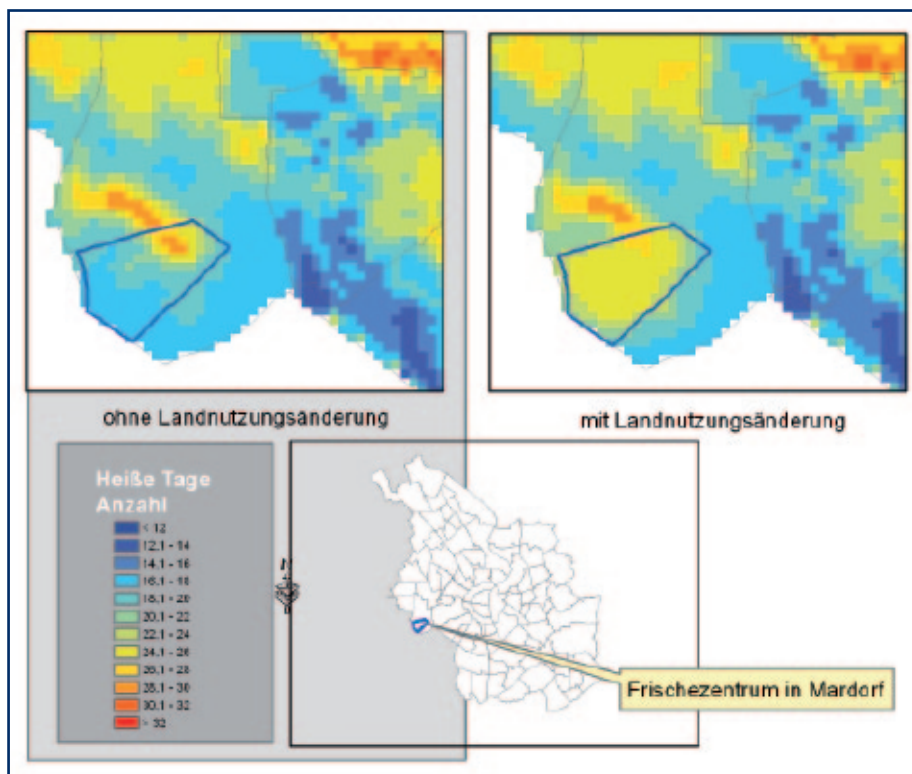 ohne Landnutzungsänderung
mit Landnutzungsänderung
Heiße Tage
Anzahl
< 12
12,1 - 14
14,1 - 16
16,1 - 18
18,1 - 20
20,1 - 22
22,1 - 24
24,1 - 26
26,1 - 28
28,1 - 30
30,1 - 32
> 32
Frischezentrum in Mardorf